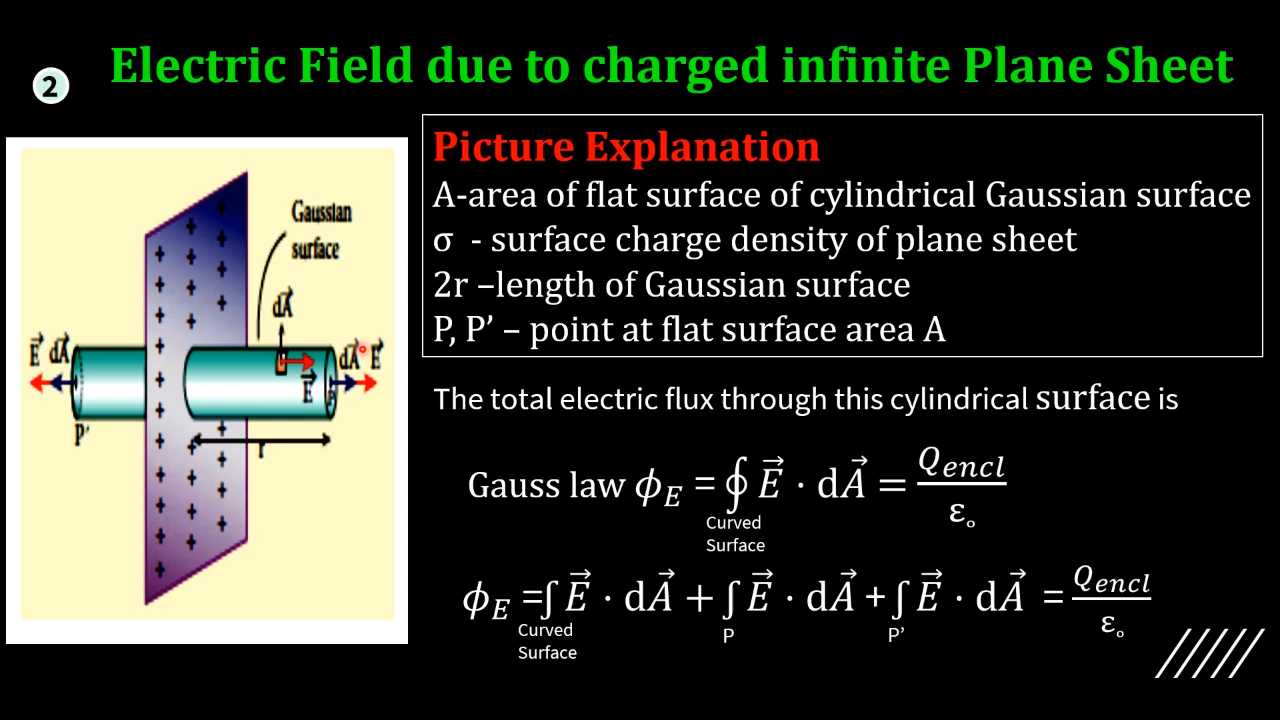 2
Electric Field due to charged infinite Plane Sheet
Gaussian
surface
dA⃗
E⃗ dA⃗
dA⃗ E⃗
E⃗
P
P'
r
+ + + + + + + + + + + + + + + + + + + + + + + +
Picture Explanation
A-area of flat surface of cylindrical Gaussian surface
σ - surface charge density of plane sheet
2r –length of Gaussian surface
P, P’ – point at flat surface area A
The total electric flux through this cylindrical surface is
Gauss law ϕ_E = ∮ E⃗ · dA⃗ = Q_encl / ε₀
Curved
Surface
ϕ_E =∫ E⃗ · dA⃗ + ∫ E⃗ · dA⃗ + ∫ E⃗ · dA⃗ = Q_encl / ε₀
Curved P P’
Surface